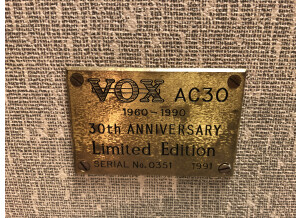 VOX AC30
1960-1990
30th ANNIVERSARY
Limited Edition
SERIAL No. 0351 1991